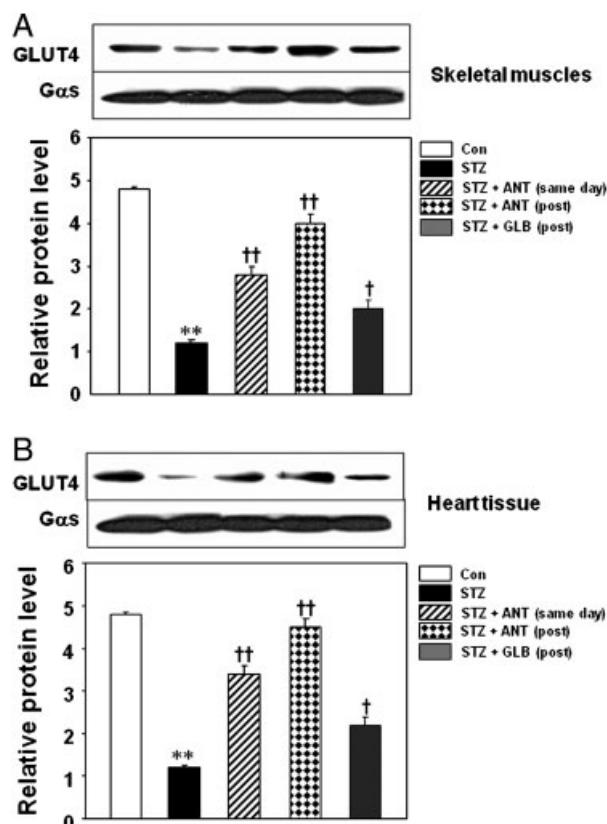 A
GLUT4
Gαs
Skeletal muscles
Relative protein level
6
5
4
3
2
1
0
**
††
††
†
Con
STZ
STZ + ANT (same day)
STZ + ANT (post)
STZ + GLB (post)
B
GLUT4
Gαs
Heart tissue
Relative protein level
6
5
4
3
2
1
0
**
††
††
†
Con
STZ
STZ + ANT (same day)
STZ + ANT (post)
STZ + GLB (post)